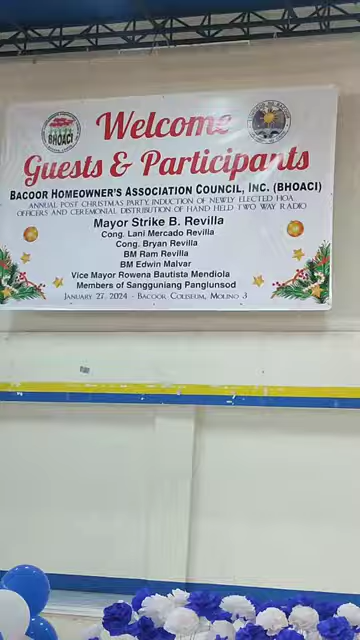 Welcome
Guests & Participants
BACOOR HOMEOWNER'S ASSOCIATION COUNCIL, INC. (BHOACI)
ANNUAL POST CHRISTMAS PARTY, INDUCTION OF NEWLY ELECTED HOA
OFFICERS AND CEREMONIAL DISTRIBUTION OF HAND HELD TWO WAY RADIO
Mayor Strike B. Revilla
Cong. Lani Mercado Revilla
Cong. Bryan Revilla
BM Ram Revilla
BM Edwin Malvar
Vice Mayor Rowena Bautista Mendiola
Members of Sangguniang Panglunsod
JANUARY 27, 2024 - BACOOR COLISEUM, MOLINO 3
BHOACI